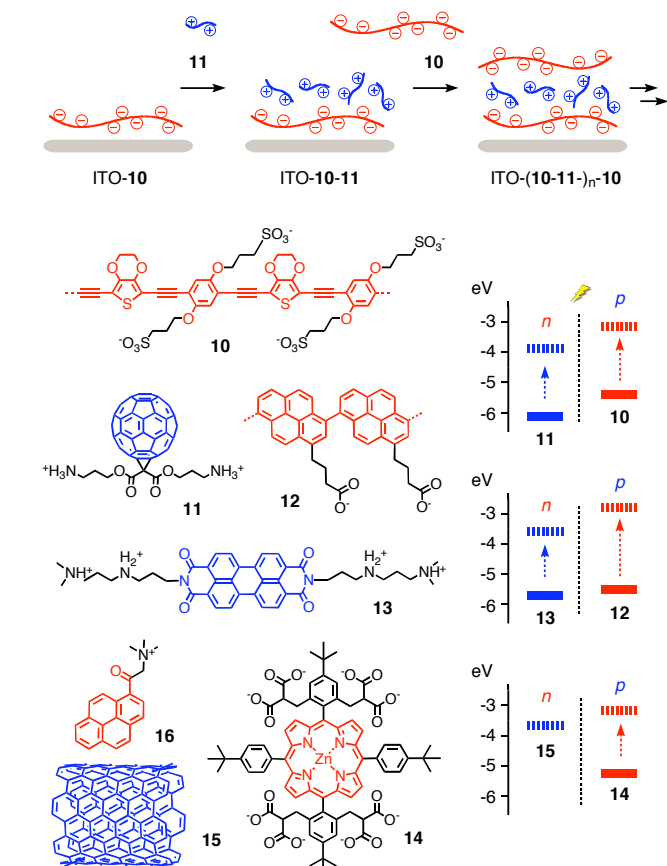 11
10
ITO-10
ITO-10-11
ITO-(10-11-)n-10
SO3-
SO3-
O
O
O
O
O
O
S
S
O
O
-O3S
-O3S
10
eV
n
p
-3
-4
-5
-6
11
10
+H3N
O
O
NH3+
O
O
11
12
O
O-
O
O-
eV
n
p
-3
-4
-5
-6
13
12
NH+
H2+
N
N
O
O
O
O
N
H2+
N
NH+
13
N+
O
16
15
O-
O
O
O-
-O
O
O
O-
N
N
Zn
N
N
O
-O
O
O-
-O
O
O
O-
14
eV
n
p
-3
-4
-5
-6
15
14